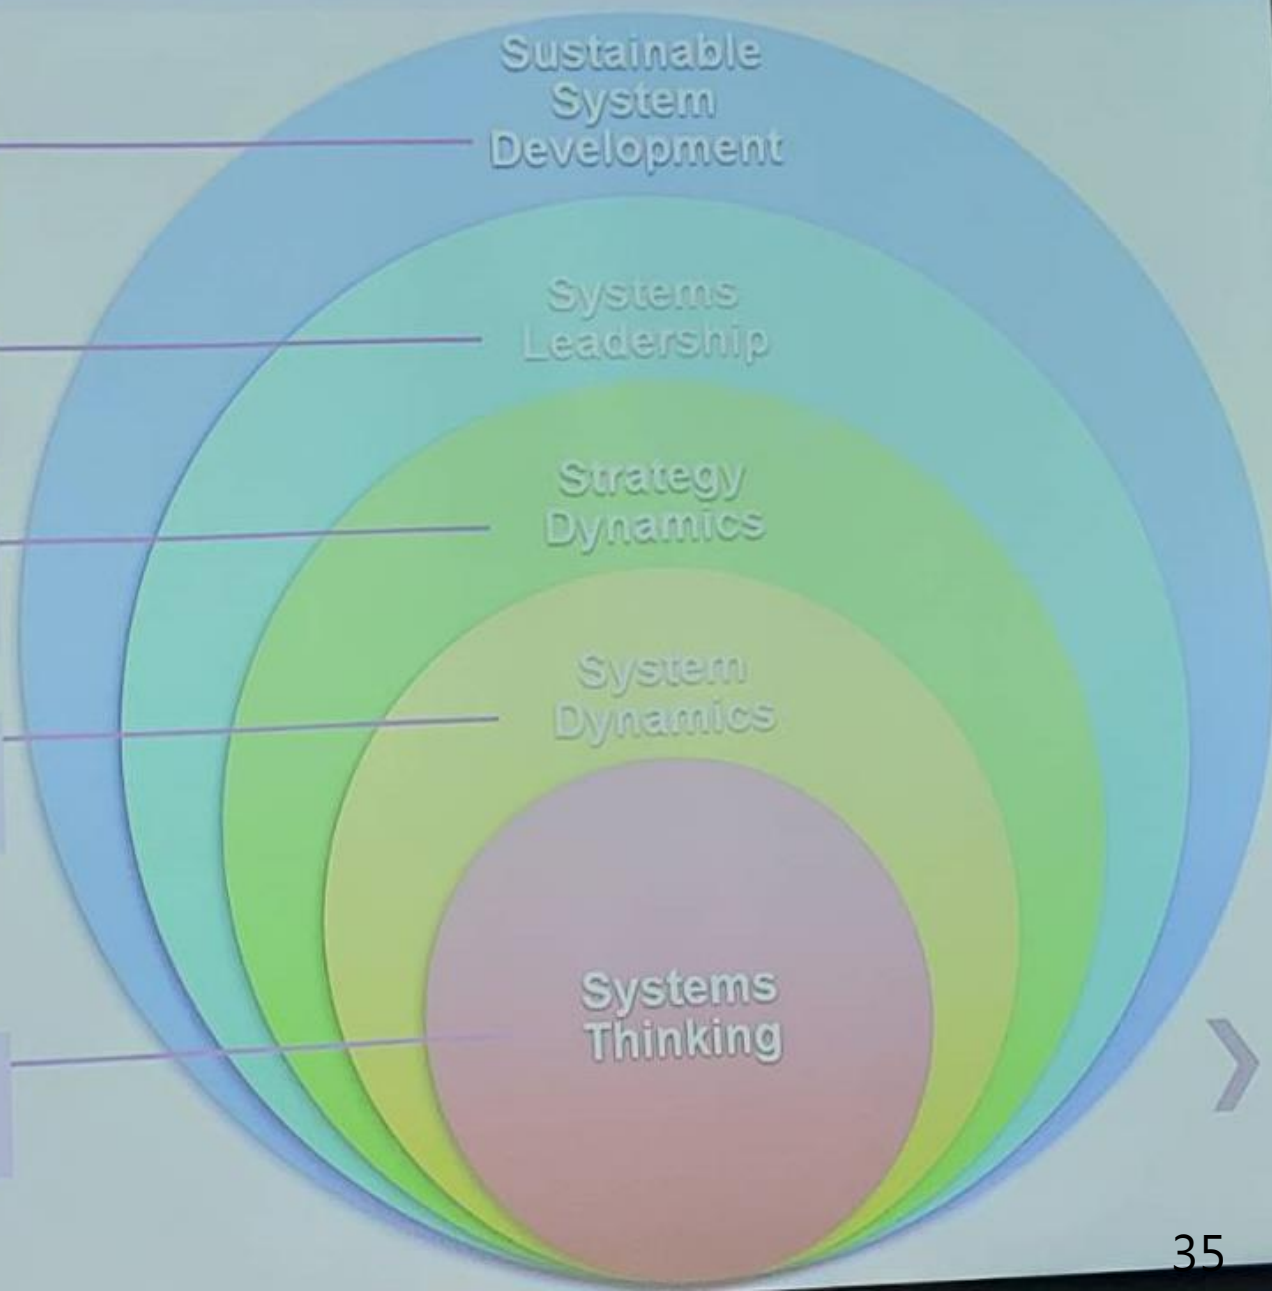 Sustainable
System
Development
Systems
Leadership
Strategy
Dynamics
System
Dynamics
Systems
Thinking
35